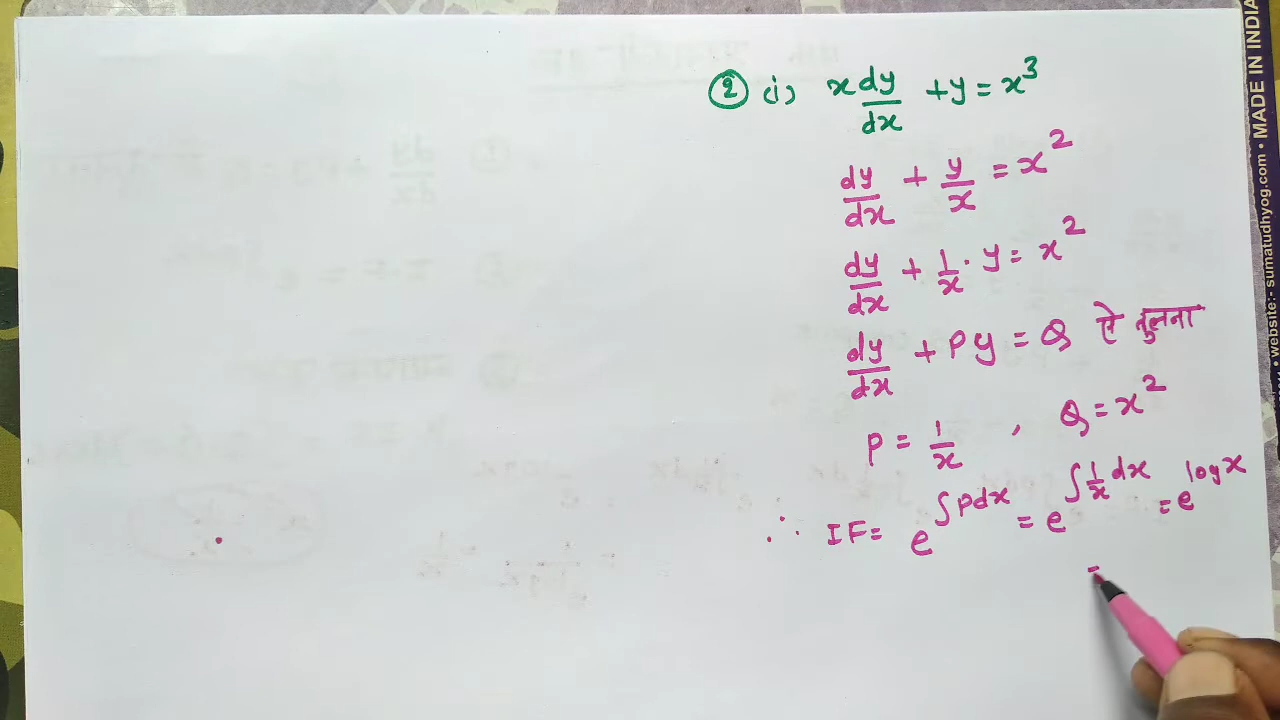 ② (i) x dy/dx + y = x³
dy/dx + y/x = x²
dy/dx + 1/x · y = x²
dy/dx + Py = Q ऐ तुलना
P = 1/x , Q = x²
∴ IF = e^∫Pdx = e^∫1/x dx = e^logx
=
website:- sumatudhyog.com • MADE IN INDIA